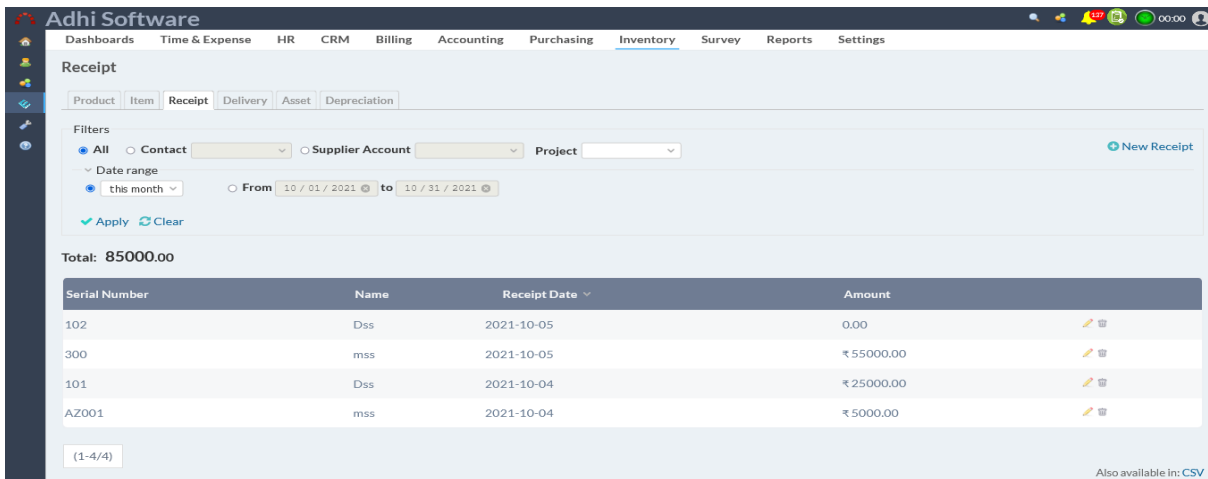 Adhi Software
137
00:00
Dashboards Time & Expense HR CRM Billing Accounting Purchasing Inventory Survey Reports Settings
Receipt
Product Item Receipt Delivery Asset Depreciation
Filters
All Contact Supplier Account Project
New Receipt
Date range
this month From 10 / 01 / 2021 to 10 / 31 / 2021
Apply Clear
Total: 85000.00
Serial Number Name Receipt Date Amount
102 Dss 2021-10-05 0.00
300 mss 2021-10-05 ₹ 55000.00
101 Dss 2021-10-04 ₹ 25000.00
AZ001 mss 2021-10-04 ₹ 5000.00
(1-4/4)
Also available in: CSV